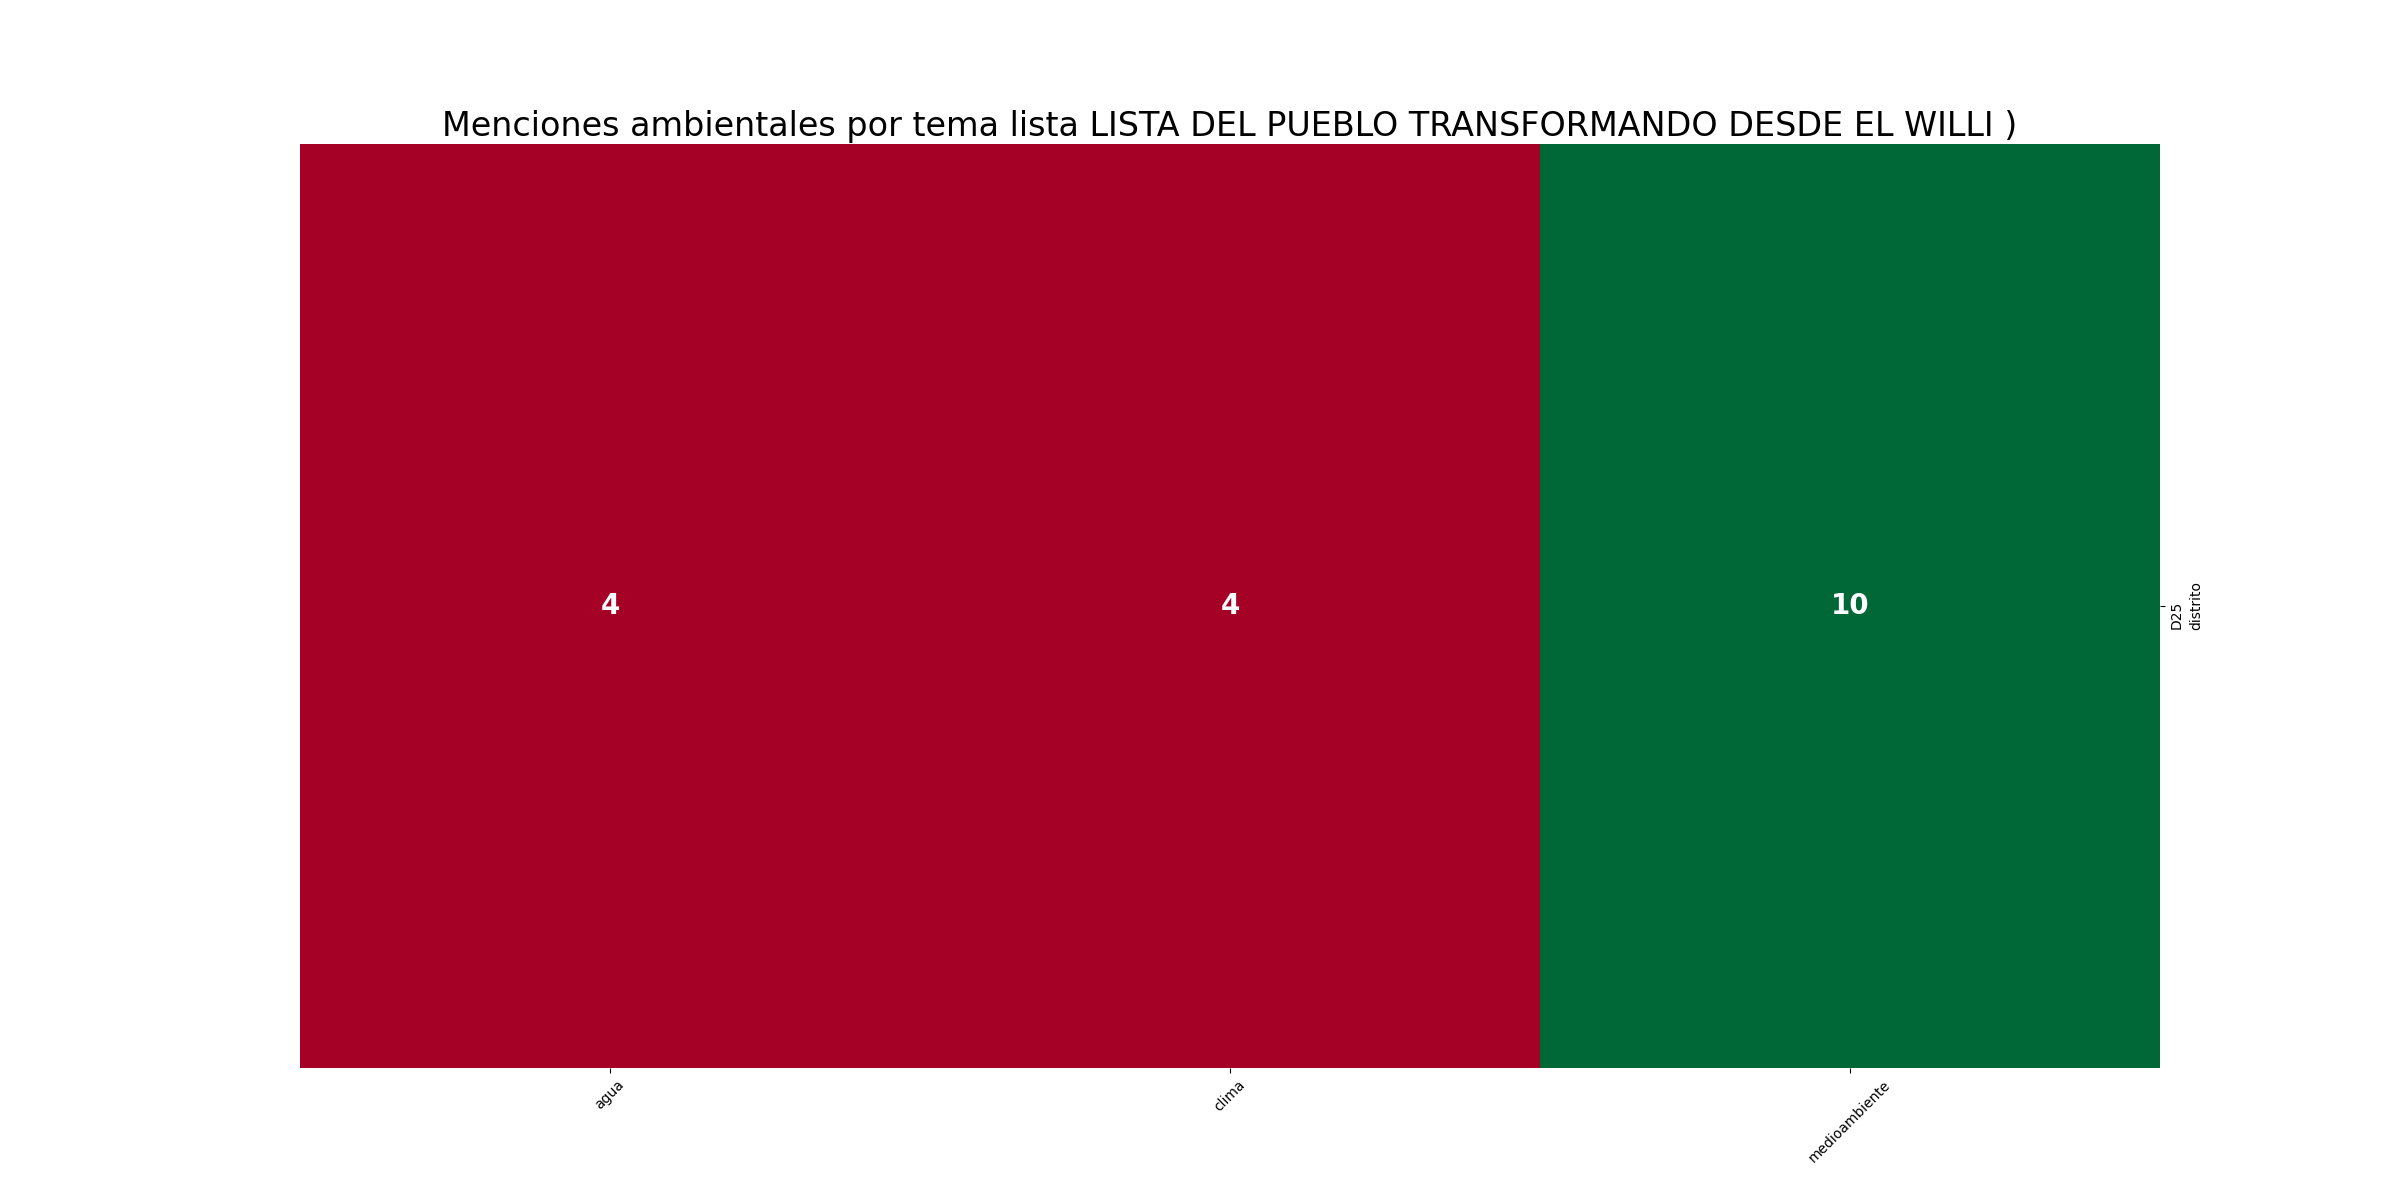 Menciones ambientales por tema lista LISTA DEL PUEBLO TRANSFORMANDO DESDE EL WILLI )
4
4
10
D25
distrito
agua
clima
medioambiente